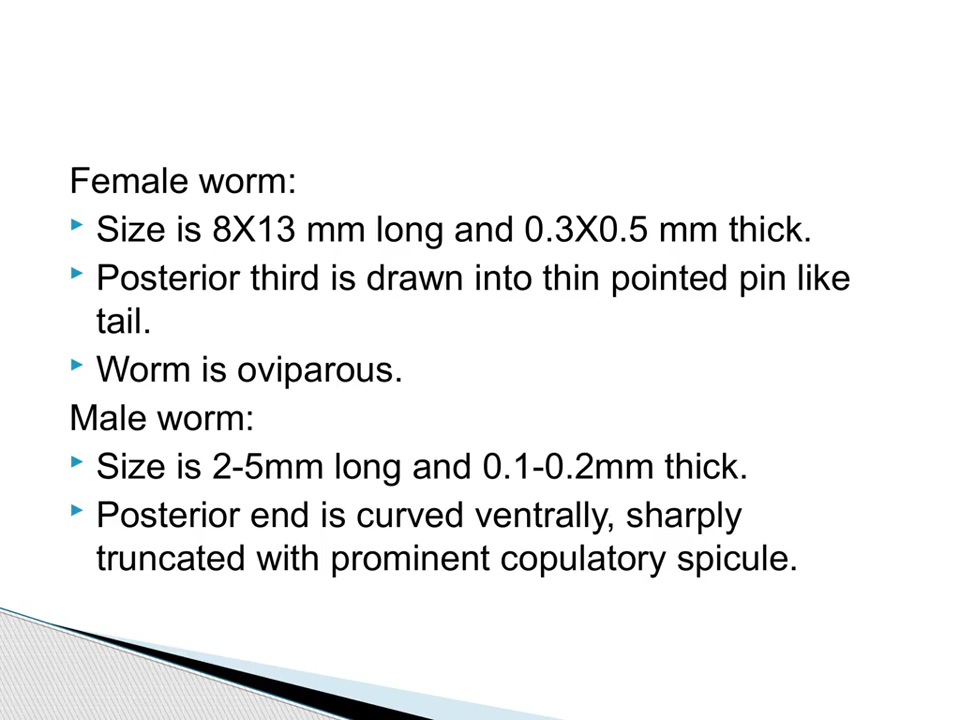 Female worm:
Size is 8X13 mm long and 0.3X0.5 mm thick.
Posterior third is drawn into thin pointed pin like
tail.
Worm is oviparous.
Male worm:
Size is 2-5mm long and 0.1-0.2mm thick.
Posterior end is curved ventrally, sharply
truncated with prominent copulatory spicule.